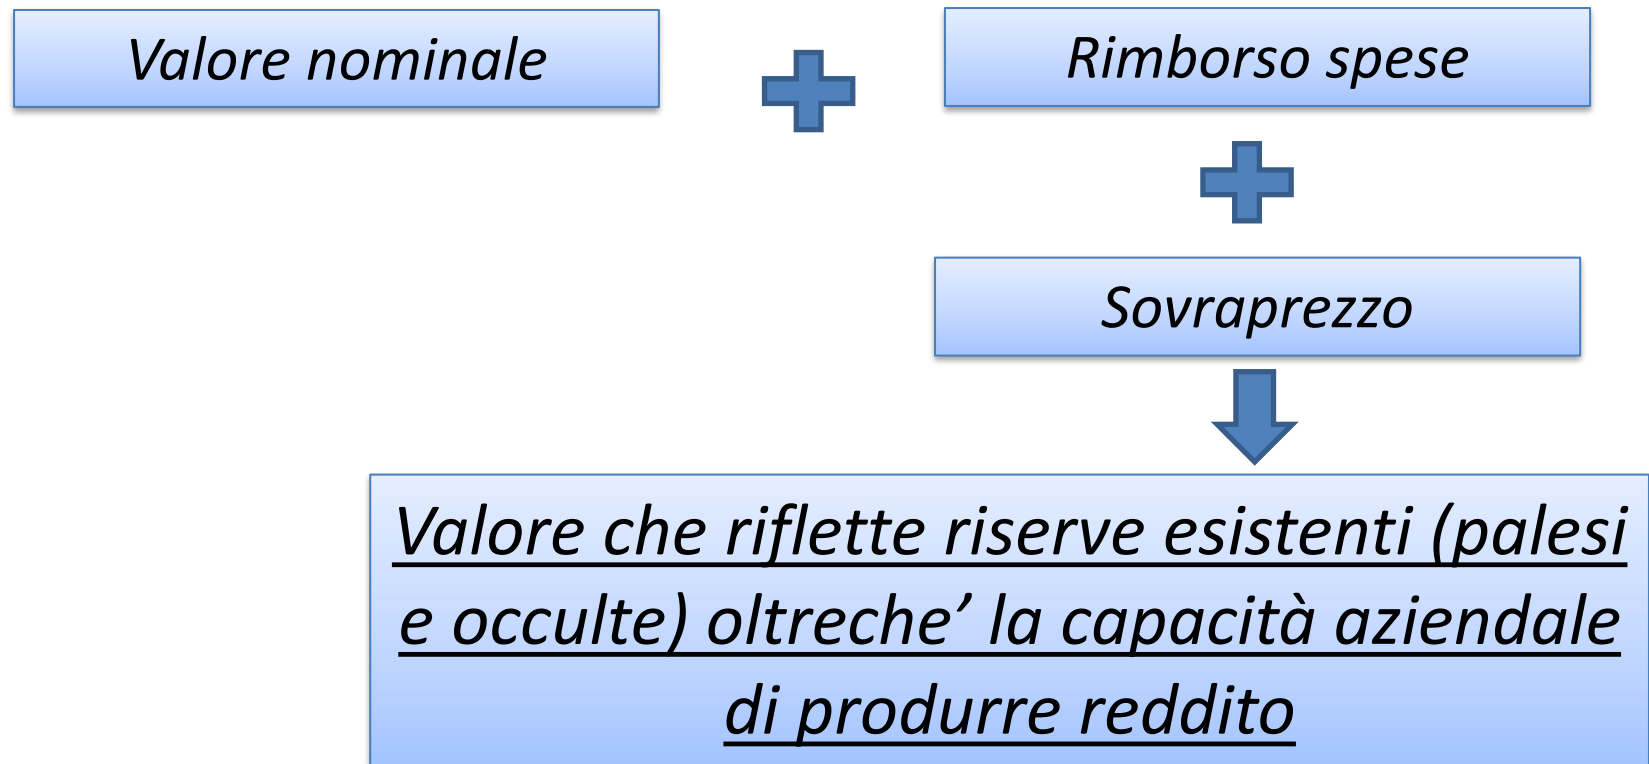 Valore nominale
Rimborso spese
Sovraprezzo
Valore che riflette riserve esistenti (palesi
e occulte) oltreche’ la capacità aziendale
di produrre reddito